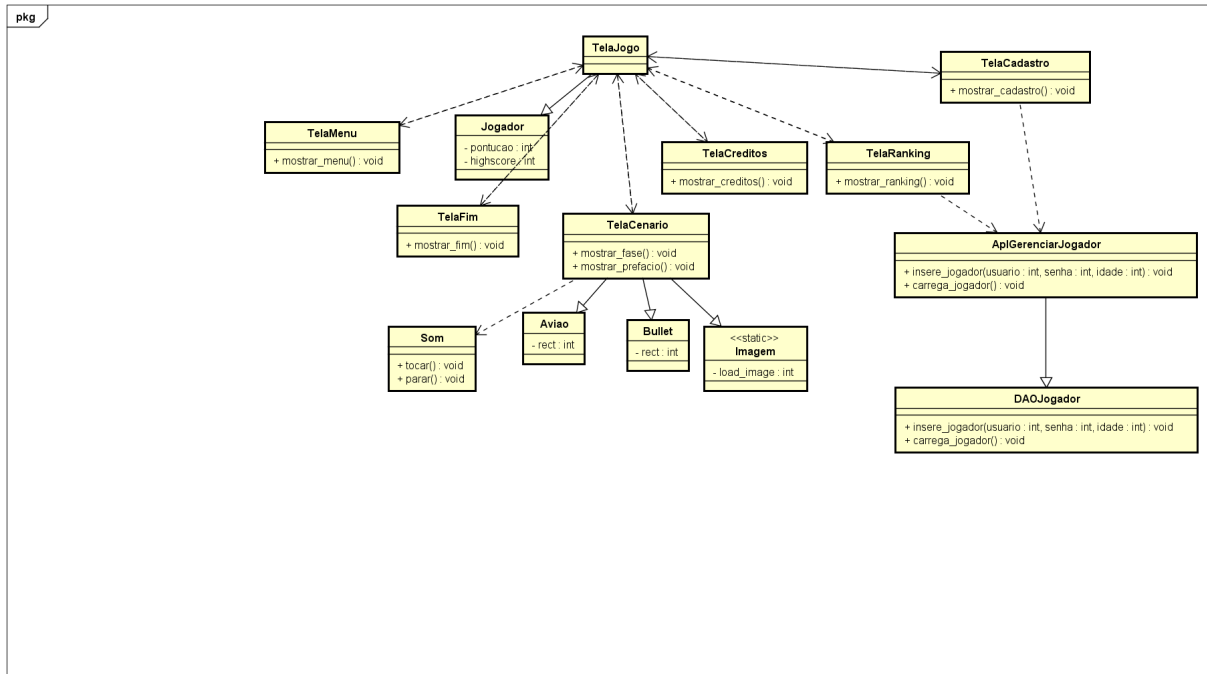 pkg
TelaJogo
TelaCadastro
+ mostrar_cadastro() : void
TelaMenu
+ mostrar_menu() : void
Jogador
- pontucao : int
- highscore : int
TelaCreditos
+ mostrar_creditos() : void
TelaRanking
+ mostrar_ranking() : void
TelaFim
+ mostrar_fim() : void
TelaCenario
+ mostrar_fase() : void
+ mostrar_prefacio() : void
AplGerenciarJogador
+ insere_jogador(usuario : int, senha : int, idade : int) : void
+ carrega_jogador() : void
Som
+ tocar() : void
+ parar() : void
Aviao
- rect : int
Bullet
- rect : int
<<static>>
Imagem
- load_image : int
DAOJogador
+ insere_jogador(usuario : int, senha : int, idade : int) : void
+ carrega_jogador() : void